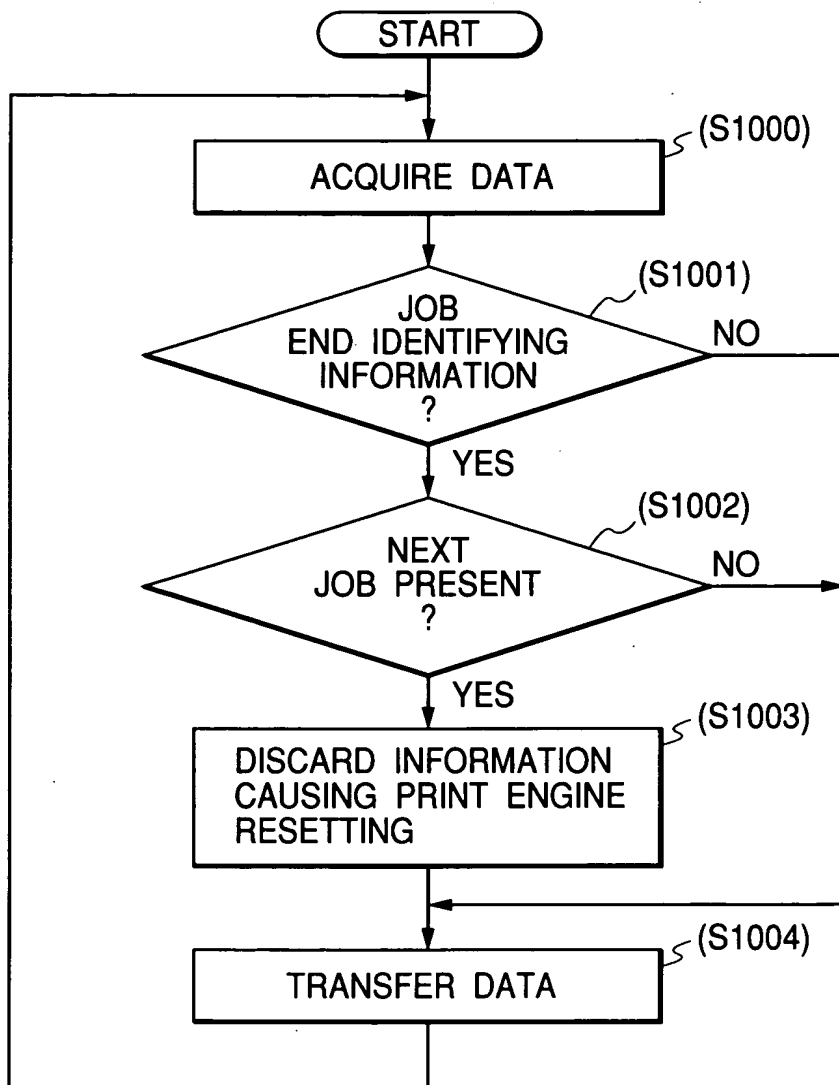 START
(S1000)
ACQUIRE DATA
(S1001)
JOB
END IDENTIFYING
INFORMATION
?
NO
YES
(S1002)
NEXT
JOB PRESENT
?
NO
YES
(S1003)
DISCARD INFORMATION
CAUSING PRINT ENGINE
RESETTING
(S1004)
TRANSFER DATA